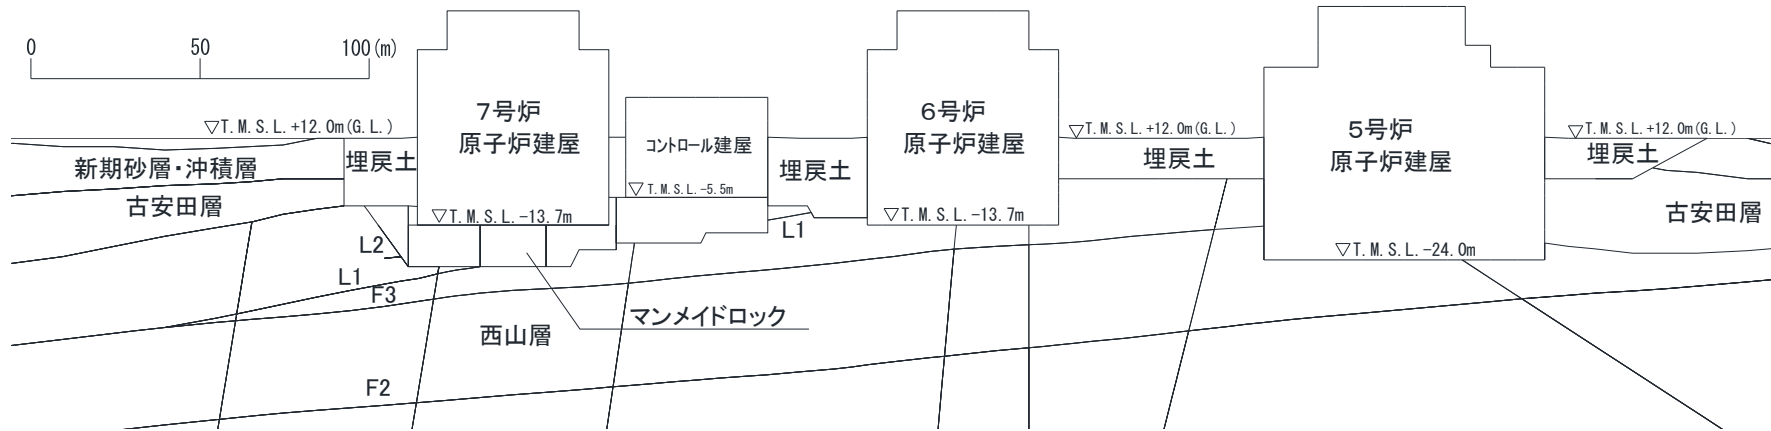 0 50 100(m)
7号炉
原子炉建屋
6号炉
原子炉建屋
5号炉
原子炉建屋
コントロール建屋
▽T.M.S.L.+12.0m(G.L.)
▽T.M.S.L.+12.0m(G.L.)
▽T.M.S.L.+12.0m(G.L.)
新期砂層・沖積層
埋戻土
埋戻土
埋戻土
埋戻土
古安田層
▽T.M.S.L.-5.5m
▽T.M.S.L.-13.7m
▽T.M.S.L.-13.7m
古安田層
L2
L1
L1
▽T.M.S.L.-24.0m
F3
マンメイドロック
西山層
F2